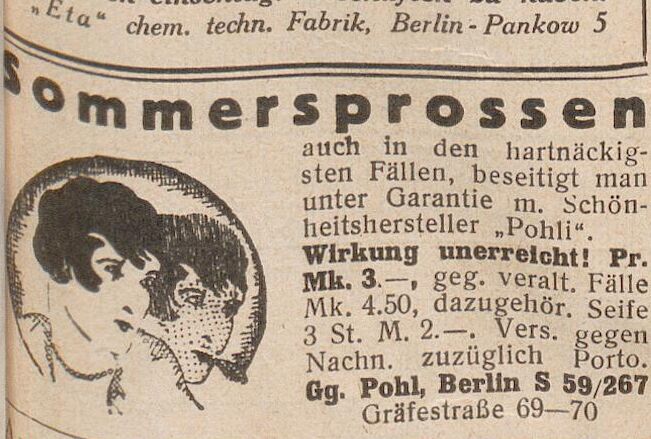 „Eta“ chem. techn. Fabrik, Berlin-Pankow 5
Sommersprossen
auch in den hartnäckig-
sten Fällen, beseitigt man
unter Garantie m. Schön-
heitshersteller „Pohli“.
Wirkung unerreicht! Pr.
Mk. 3.—, geg. veralt. Fälle
Mk. 4.50, dazugehör. Seife
3 St. M. 2.—. Vers. gegen
Nachn. zuzüglich Porto.
Gg. Pohl, Berlin S 59/267
Gräfestraße 69—70